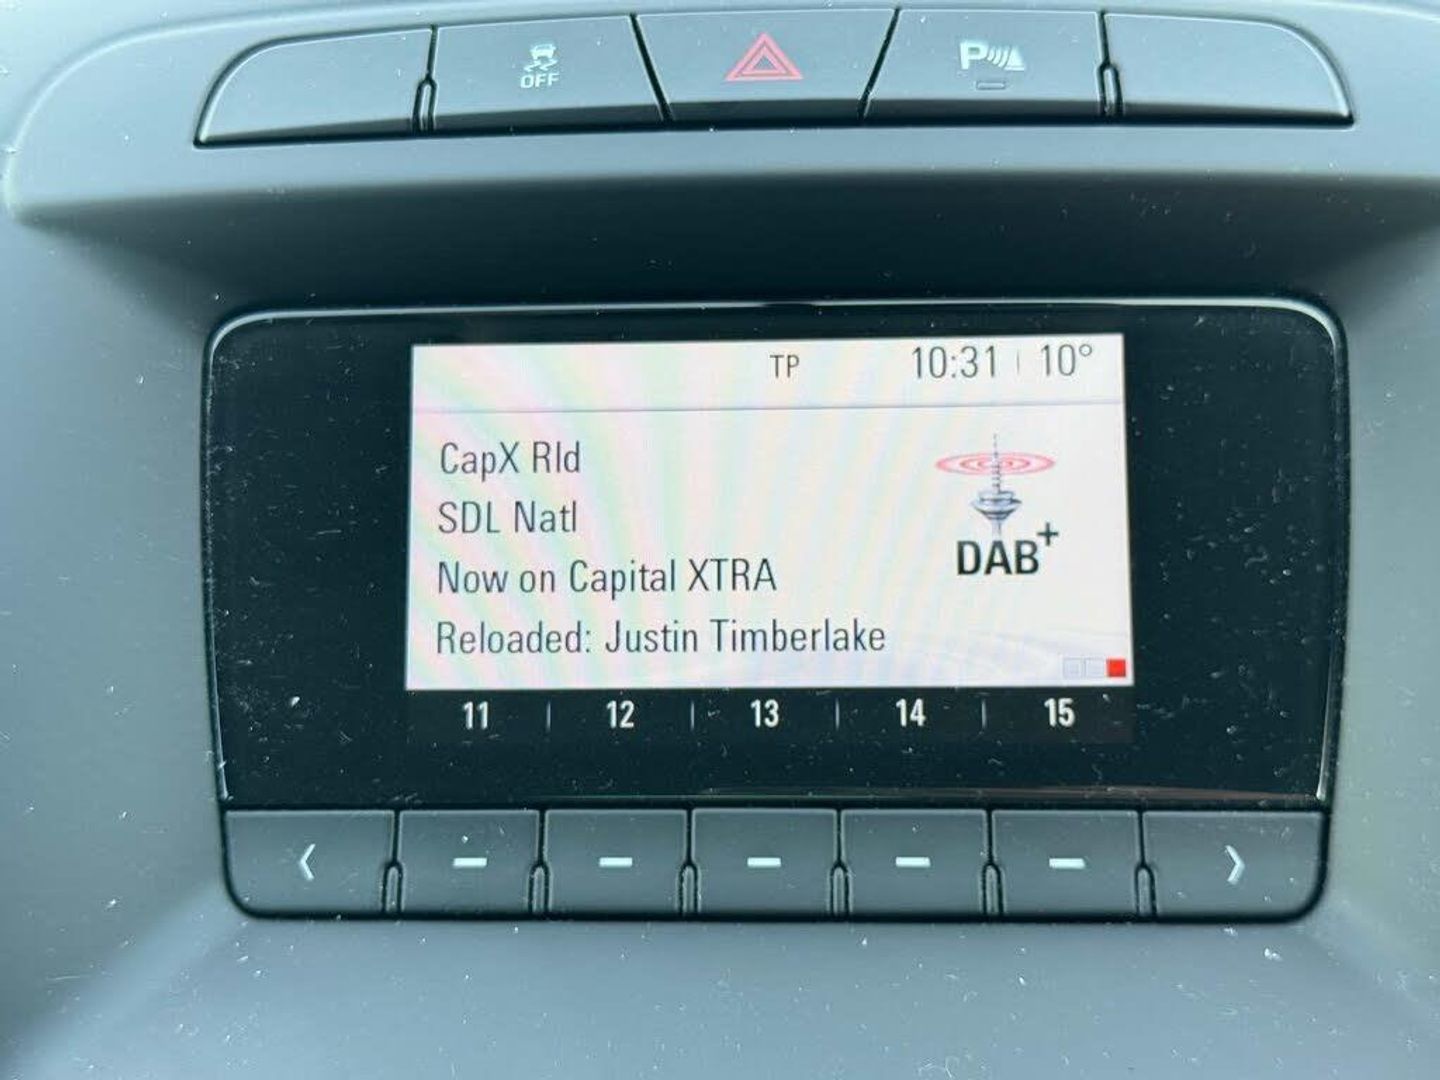 OFF
P
TP 10:31 10°
CapX Rld
SDL Natl
Now on Capital XTRA
Reloaded: Justin Timberlake
DAB+
11 12 13 14 15